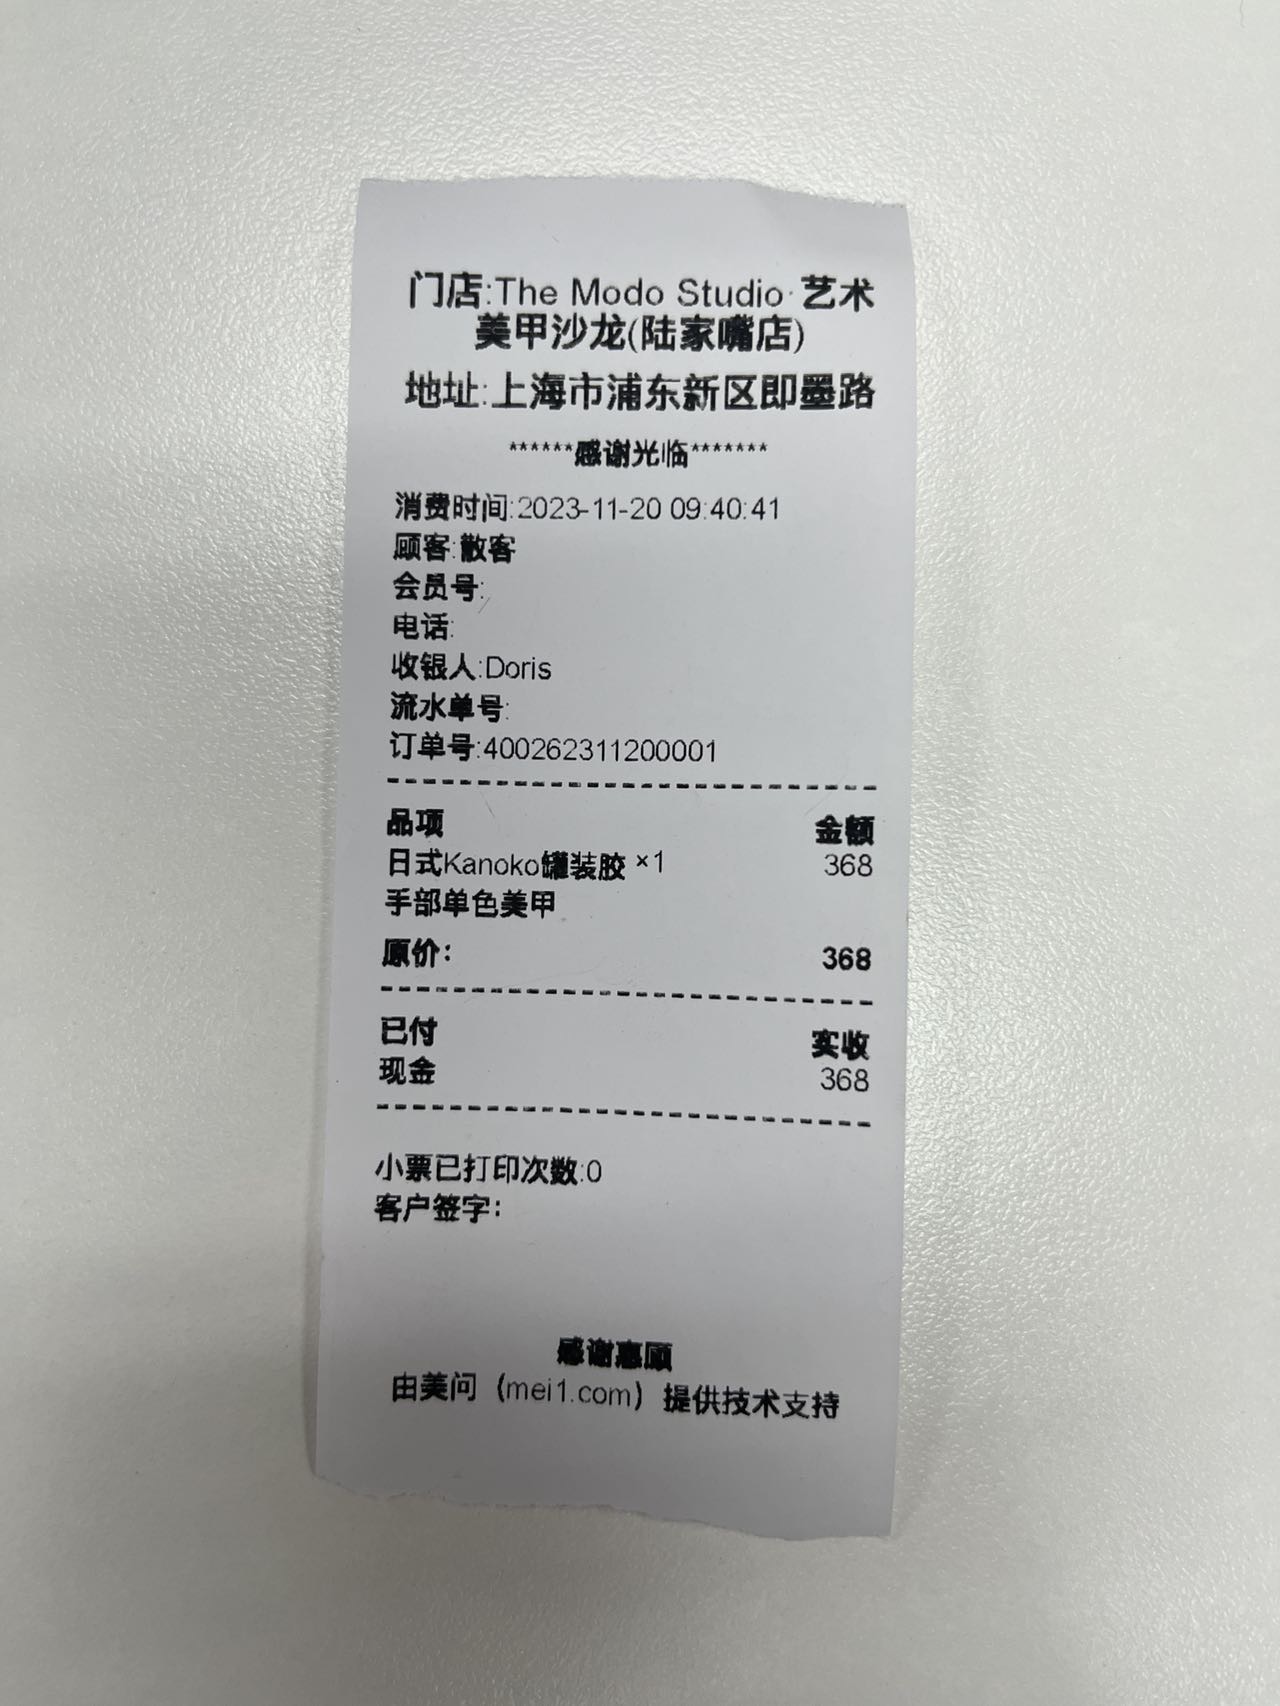 门店:The Modo Studio·艺术
美甲沙龙(陆家嘴店)
地址:上海市浦东新区即墨路
******感谢光临*******
消费时间:2023-11-20 09:40:41
顾客:散客
会员号:
电话:
收银人:Doris
流水单号:
订单号:400262311200001
品项 金额
日式Kanoko罐装胶 ×1 368
手部单色美甲
原价： 368
已付 实收
现金 368
小票已打印次数:0
客户签字：
感谢惠顾
由美问（mei1.com）提供技术支持